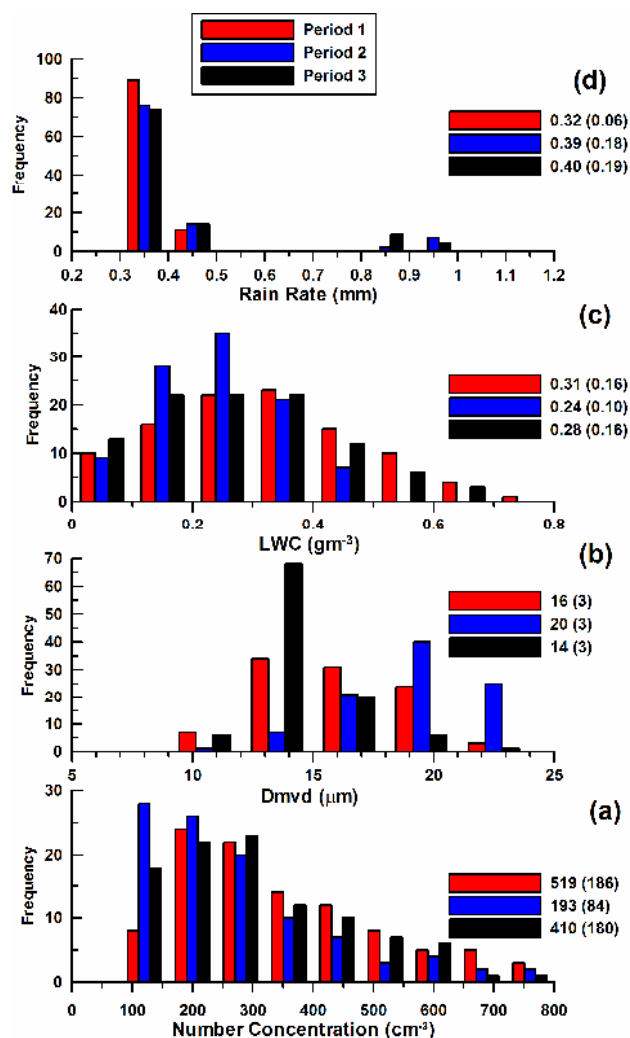 Period 1
Period 2
Period 3
(d)
100
80
60
40
20
0
Frequency
0.32 (0.06)
0.39 (0.18)
0.40 (0.19)
0.2 0.3 0.4 0.5 0.6 0.7 0.8 0.9 1 1.1 1.2
Rain Rate (mm)
(c)
40
30
20
10
0
Frequency
0.31 (0.16)
0.24 (0.10)
0.28 (0.16)
0 0.2 0.4 0.6 0.8
LWC (gm-3)
(b)
70
60
50
40
30
20
10
0
Frequency
16 (3)
20 (3)
14 (3)
5 10 15 20 25
Dmvd (μm)
(a)
30
20
10
0
Frequency
519 (186)
193 (84)
410 (180)
0 100 200 300 400 500 600 700 800
Number Concentration (cm-3)